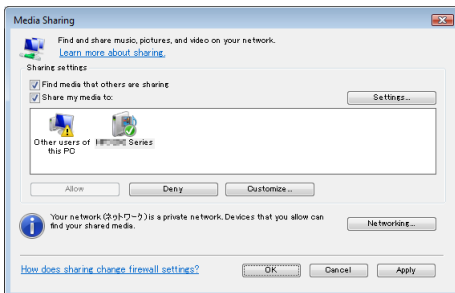 Media Sharing
Find and share music, pictures, and video on your network.
Learn more about sharing.
Sharing settings
Find media that others are sharing
Share my media to:
Settings...
Other users of this PC
Series
Allow
Deny
Customize...
Your network (ネットワーク) is a private network. Devices that you allow can
find your shared media.
Networking...
How does sharing change firewall settings?
OK
Cancel
Apply